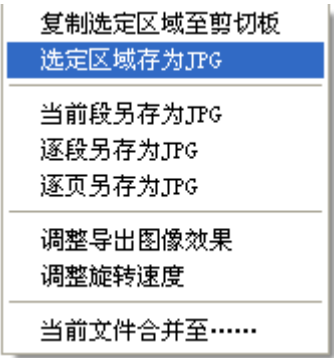 复制选定区域至剪切板
选定区域存为JPG
当前段另存为JPG
逐段另存为JPG
逐页另存为JPG
调整导出图像效果
调整旋转速度
当前文件合并至……